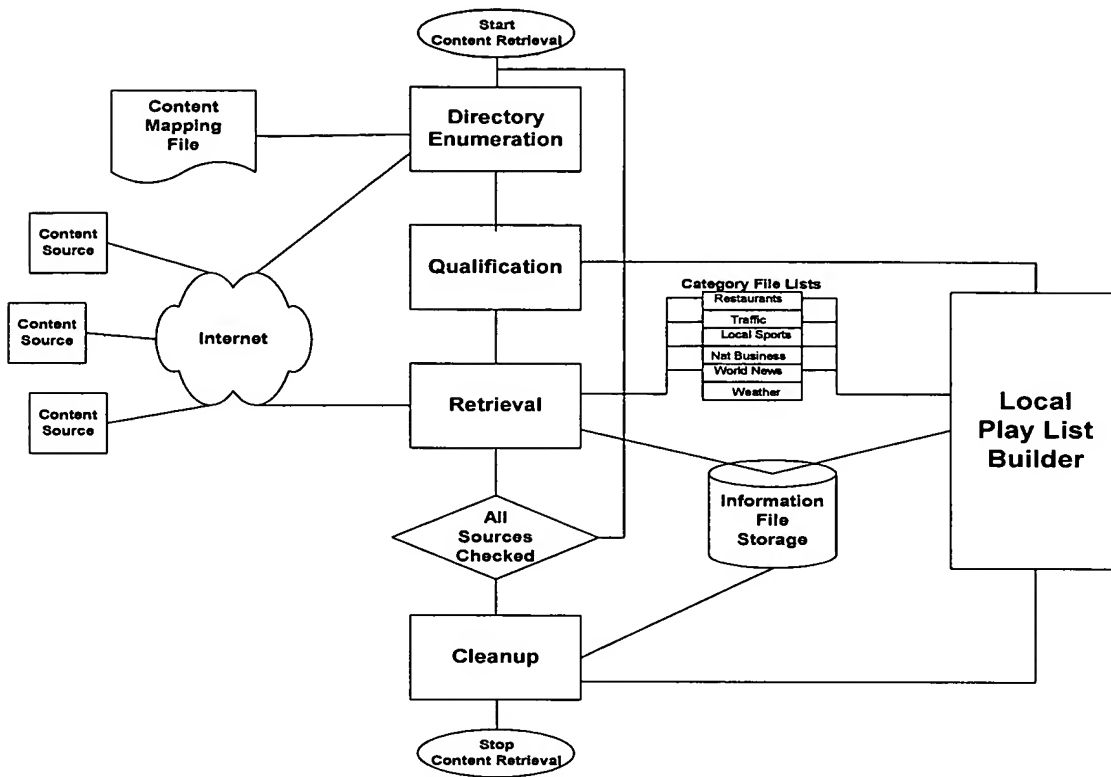 Start
Content Retrieval
Content
Mapping
File
Directory
Enumeration
Content
Source
Qualification
Category File Lists
Restaurants
Traffic
Local Sports
Nat Business
World News
Weather
Content
Source
Internet
Retrieval
Content
Source
Local
Play List
Builder
All
Sources
Checked
Information
File
Storage
Cleanup
Stop
Content Retrieval